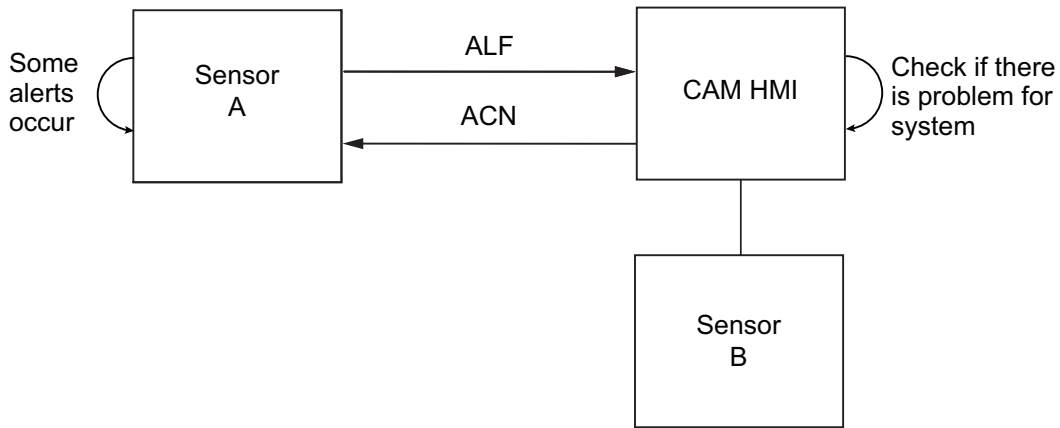 Some
alerts
occur
Sensor
A
ALF
ACN
CAM HMI
Check if there
is problem for
system
Sensor
B